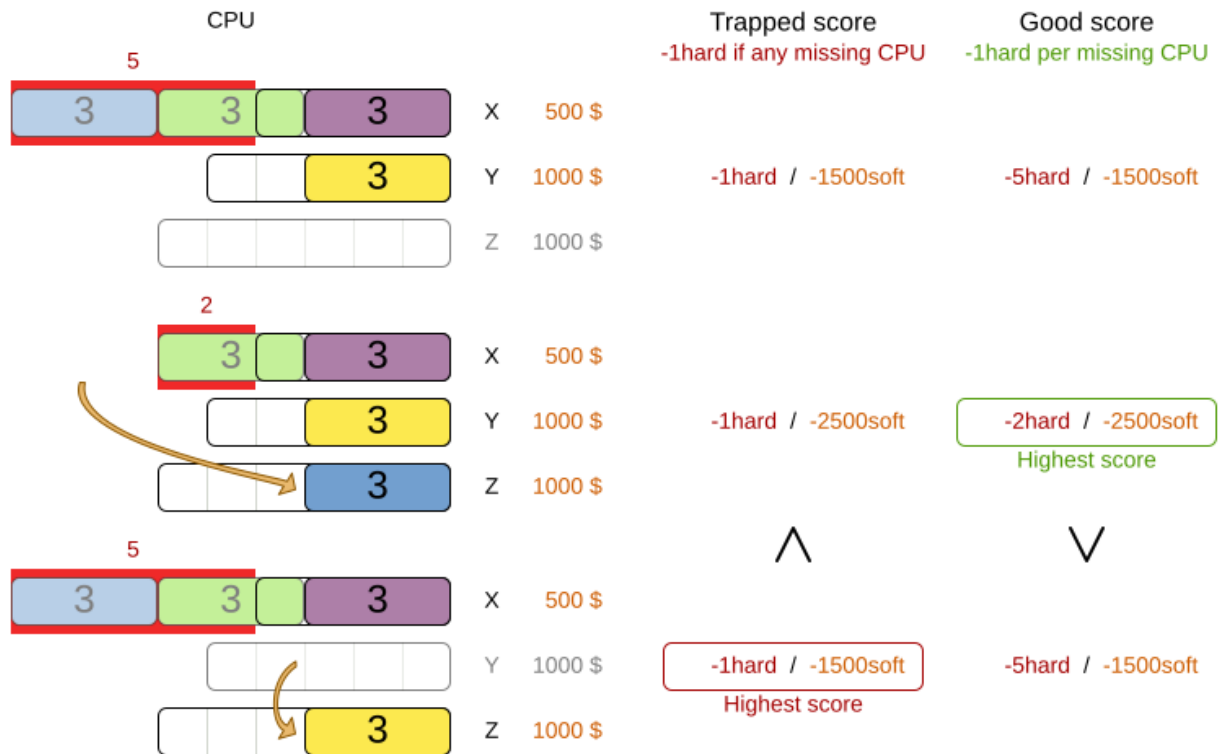 CPU Trapped score Good score
-1hard if any missing CPU -1hard per missing CPU
5
3 3 3 X 500 $
3 Y 1000 $ -1hard / -1500soft -5hard / -1500soft
Z 1000 $
2
3 3 X 500 $
3 Y 1000 $ -1hard / -2500soft -2hard / -2500soft
Highest score
3 Z 1000 $
5
3 3 3 X 500 $
Y 1000 $ -1hard / -1500soft -5hard / -1500soft
Highest score
3 Z 1000 $